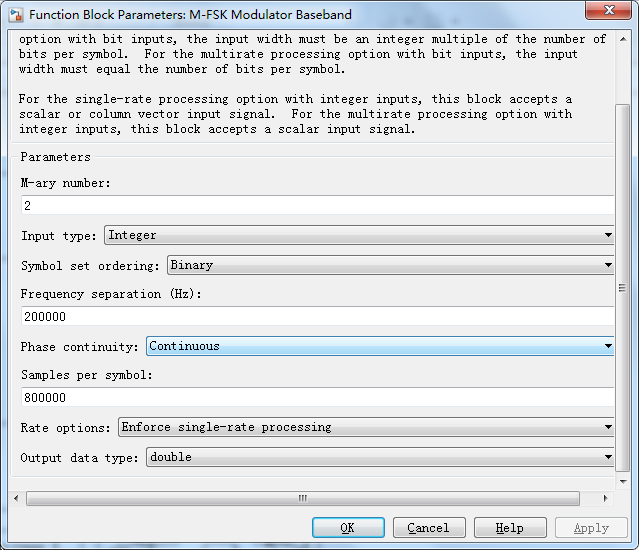 Function Block Parameters: M-FSK Modulator Baseband
option with bit inputs, the input width must be an integer multiple of the number of
bits per symbol.  For the multirate processing option with bit inputs, the input
width must equal the number of bits per symbol.
For the single-rate processing option with integer inputs, this block accepts a
scalar or column vector input signal.  For the multirate processing option with
integer inputs, this block accepts a scalar input signal.
Parameters
M-ary number:
2
Input type: Integer
Symbol set ordering: Binary
Frequency separation (Hz):
200000
Phase continuity: Continuous
Samples per symbol:
800000
Rate options: Enforce single-rate processing
Output data type: double
OK Cancel Help Apply